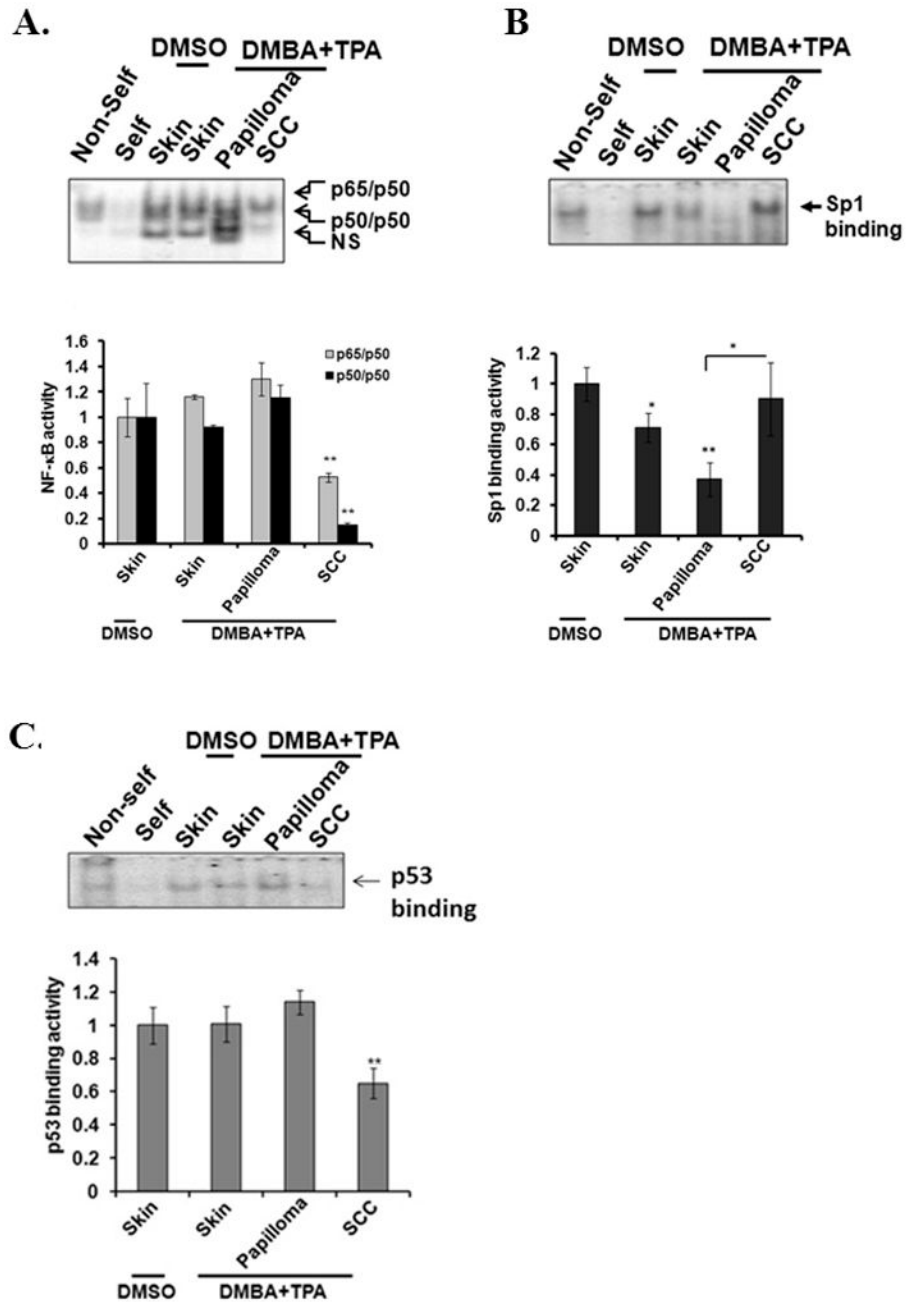 A.
DMSO DMBA+TPA
Non-Self Self Skin Skin Papilloma SCC
p65/p50
p50/p50
NS
NF-κB activity
1.6
1.4
1.2
1
0.8
0.6
0.4
0.2
0
p65/p50
p50/p50
**
**
Skin Skin Papilloma SCC
DMSO DMBA+TPA
B
DMSO DMBA+TPA
Non-Self Self Skin Skin Papilloma SCC
Sp1
binding
Sp1 binding activity
1.2
1
0.8
0.6
0.4
0.2
0
*
**
*
Skin Skin Papilloma SCC
DMSO DMBA+TPA
C.
DMSO DMBA+TPA
Non-self Self Skin Skin Papilloma SCC
p53
binding
p53 binding activity
1.4
1.2
1
0.8
0.6
0.4
0.2
0
**
Skin Skin Papilloma SCC
DMSO DMBA+TPA